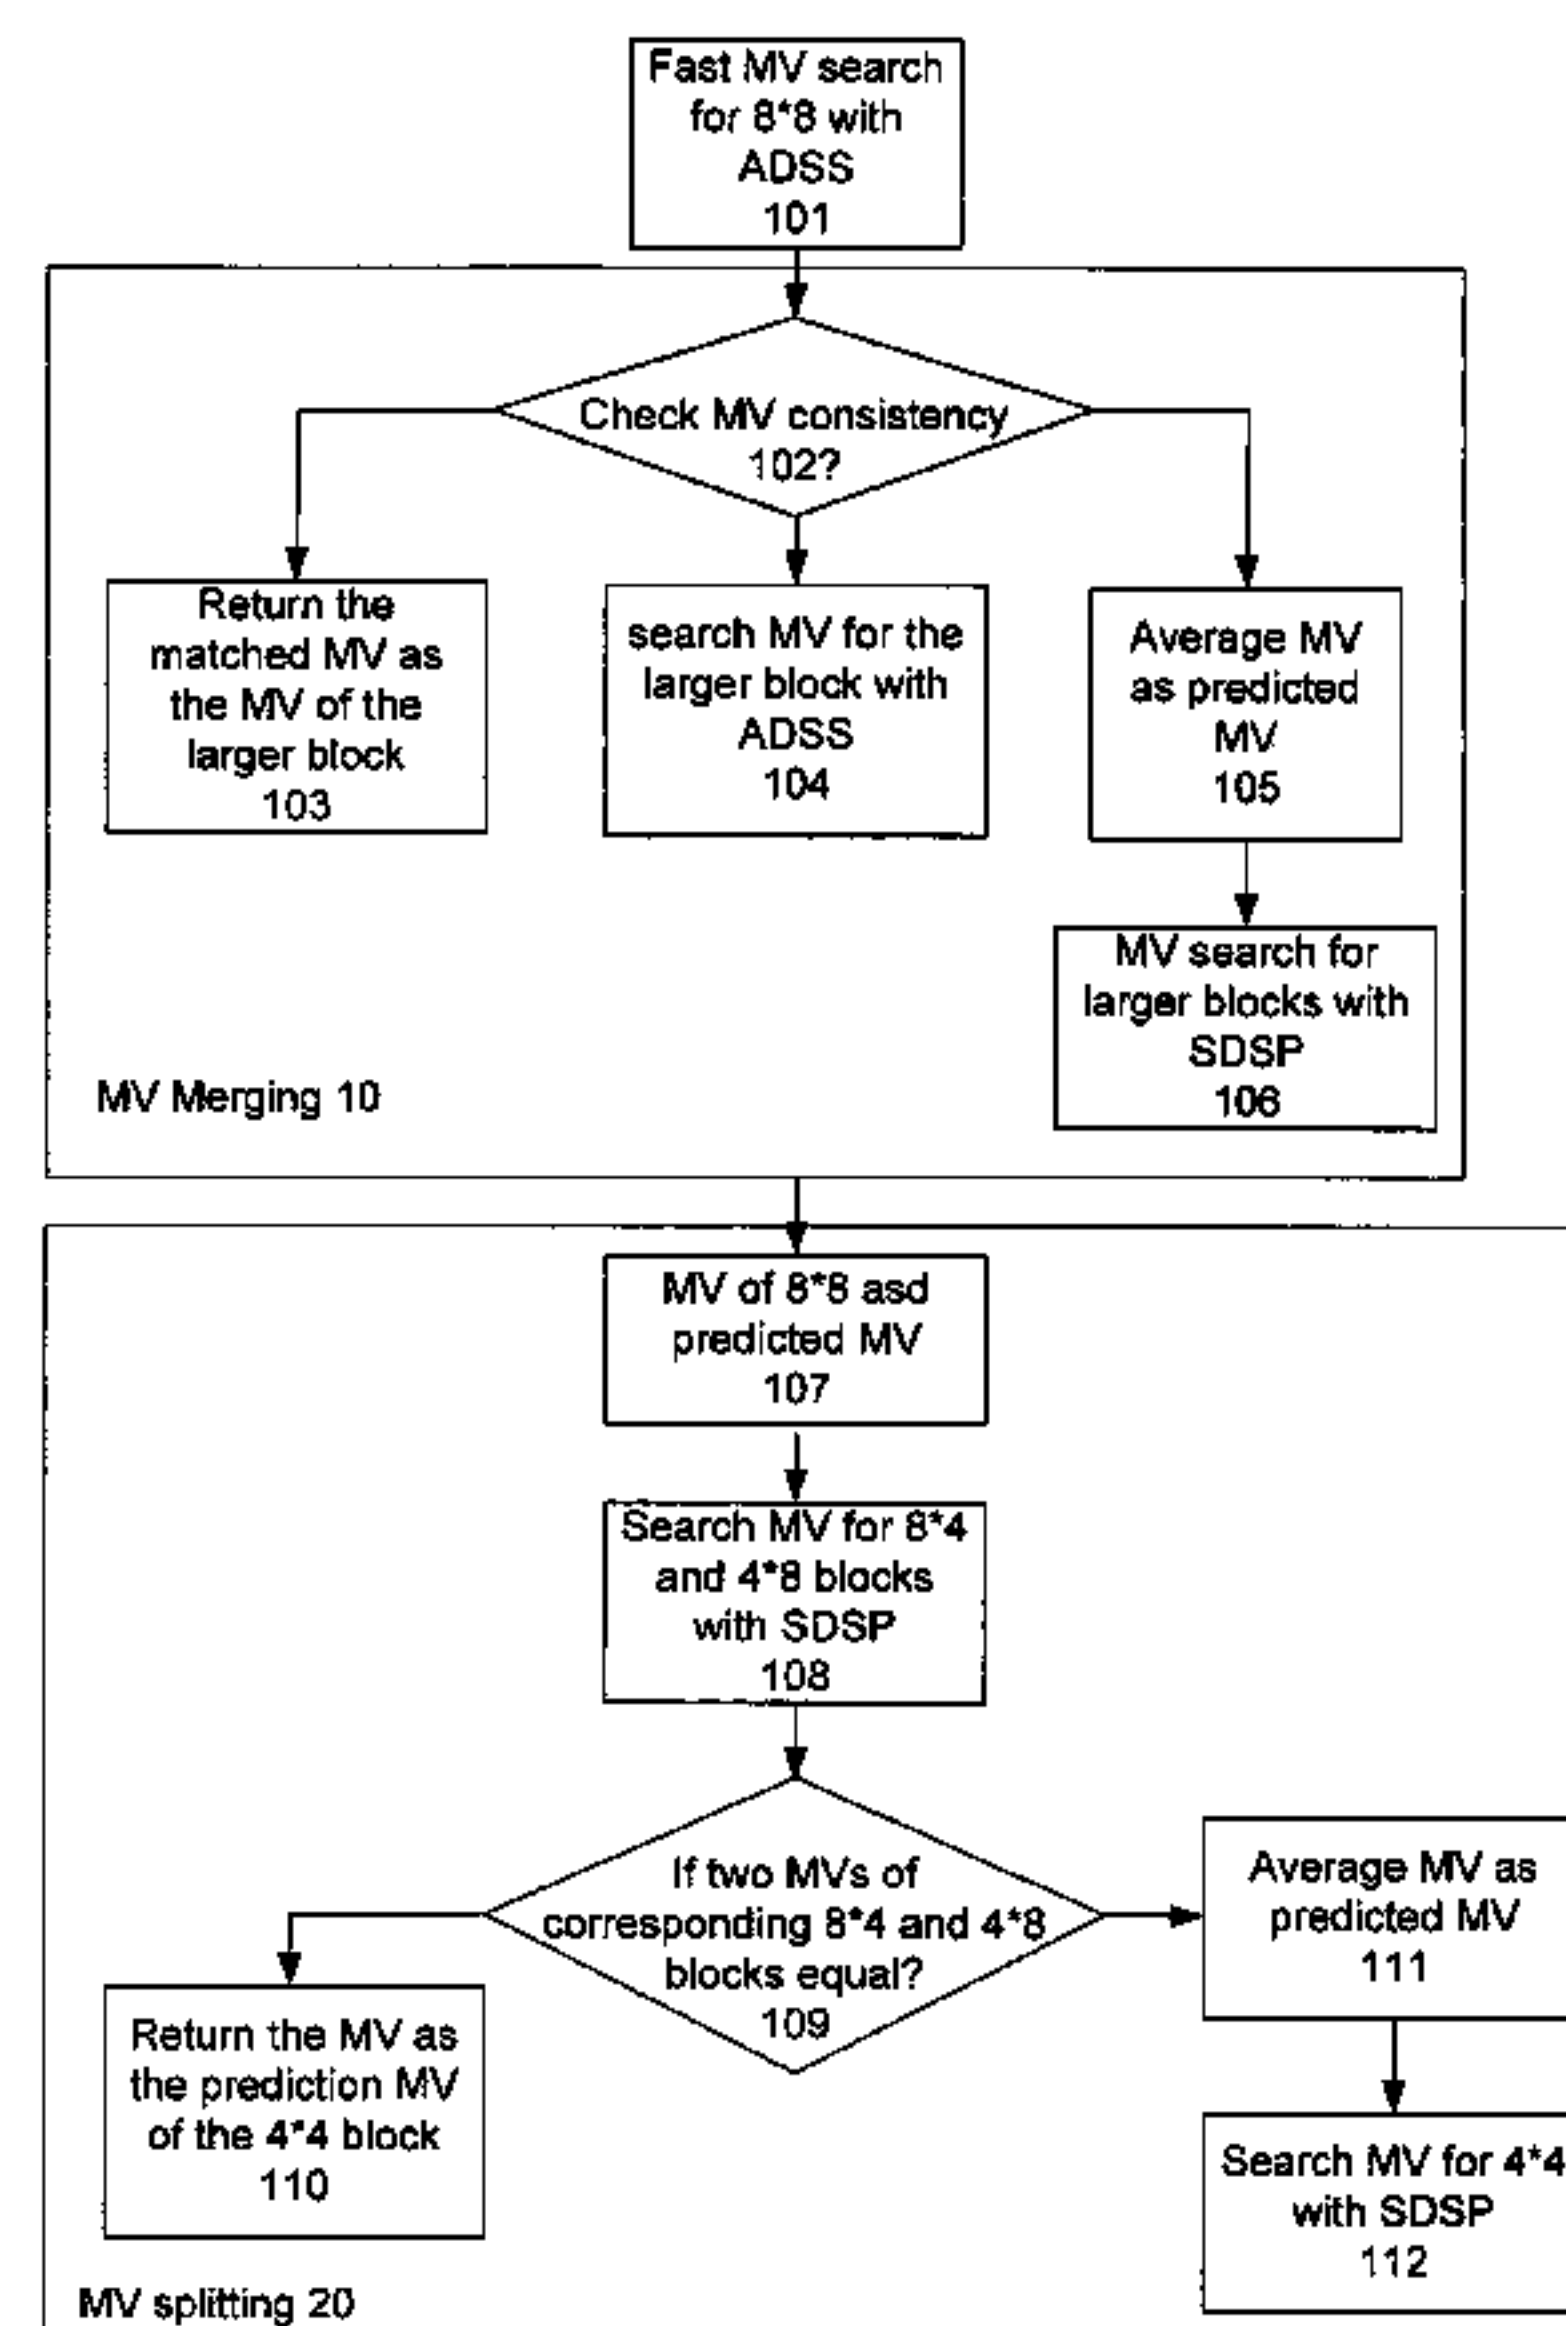 Fast MV search
for 8*8 with
ADSS
101
Check MV consistency
102?
Return the
matched MV as
the MV of the
larger block
103
search MV for the
larger block with
ADSS
104
Average MV
as predicted
MV
105
MV search for
larger blocks with
SDSP
106
MV Merging 10
MV of 8*8 asd
predicted MV
107
Search MV for 8*4
and 4*8 blocks
with SDSP
108
If two MVs of
corresponding 8*4 and 4*8
blocks equal?
109
Return the MV as
the prediction MV
of the 4*4 block
110
Average MV as
predicted MV
111
Search MV for 4*4
with SDSP
112
MV splitting 20